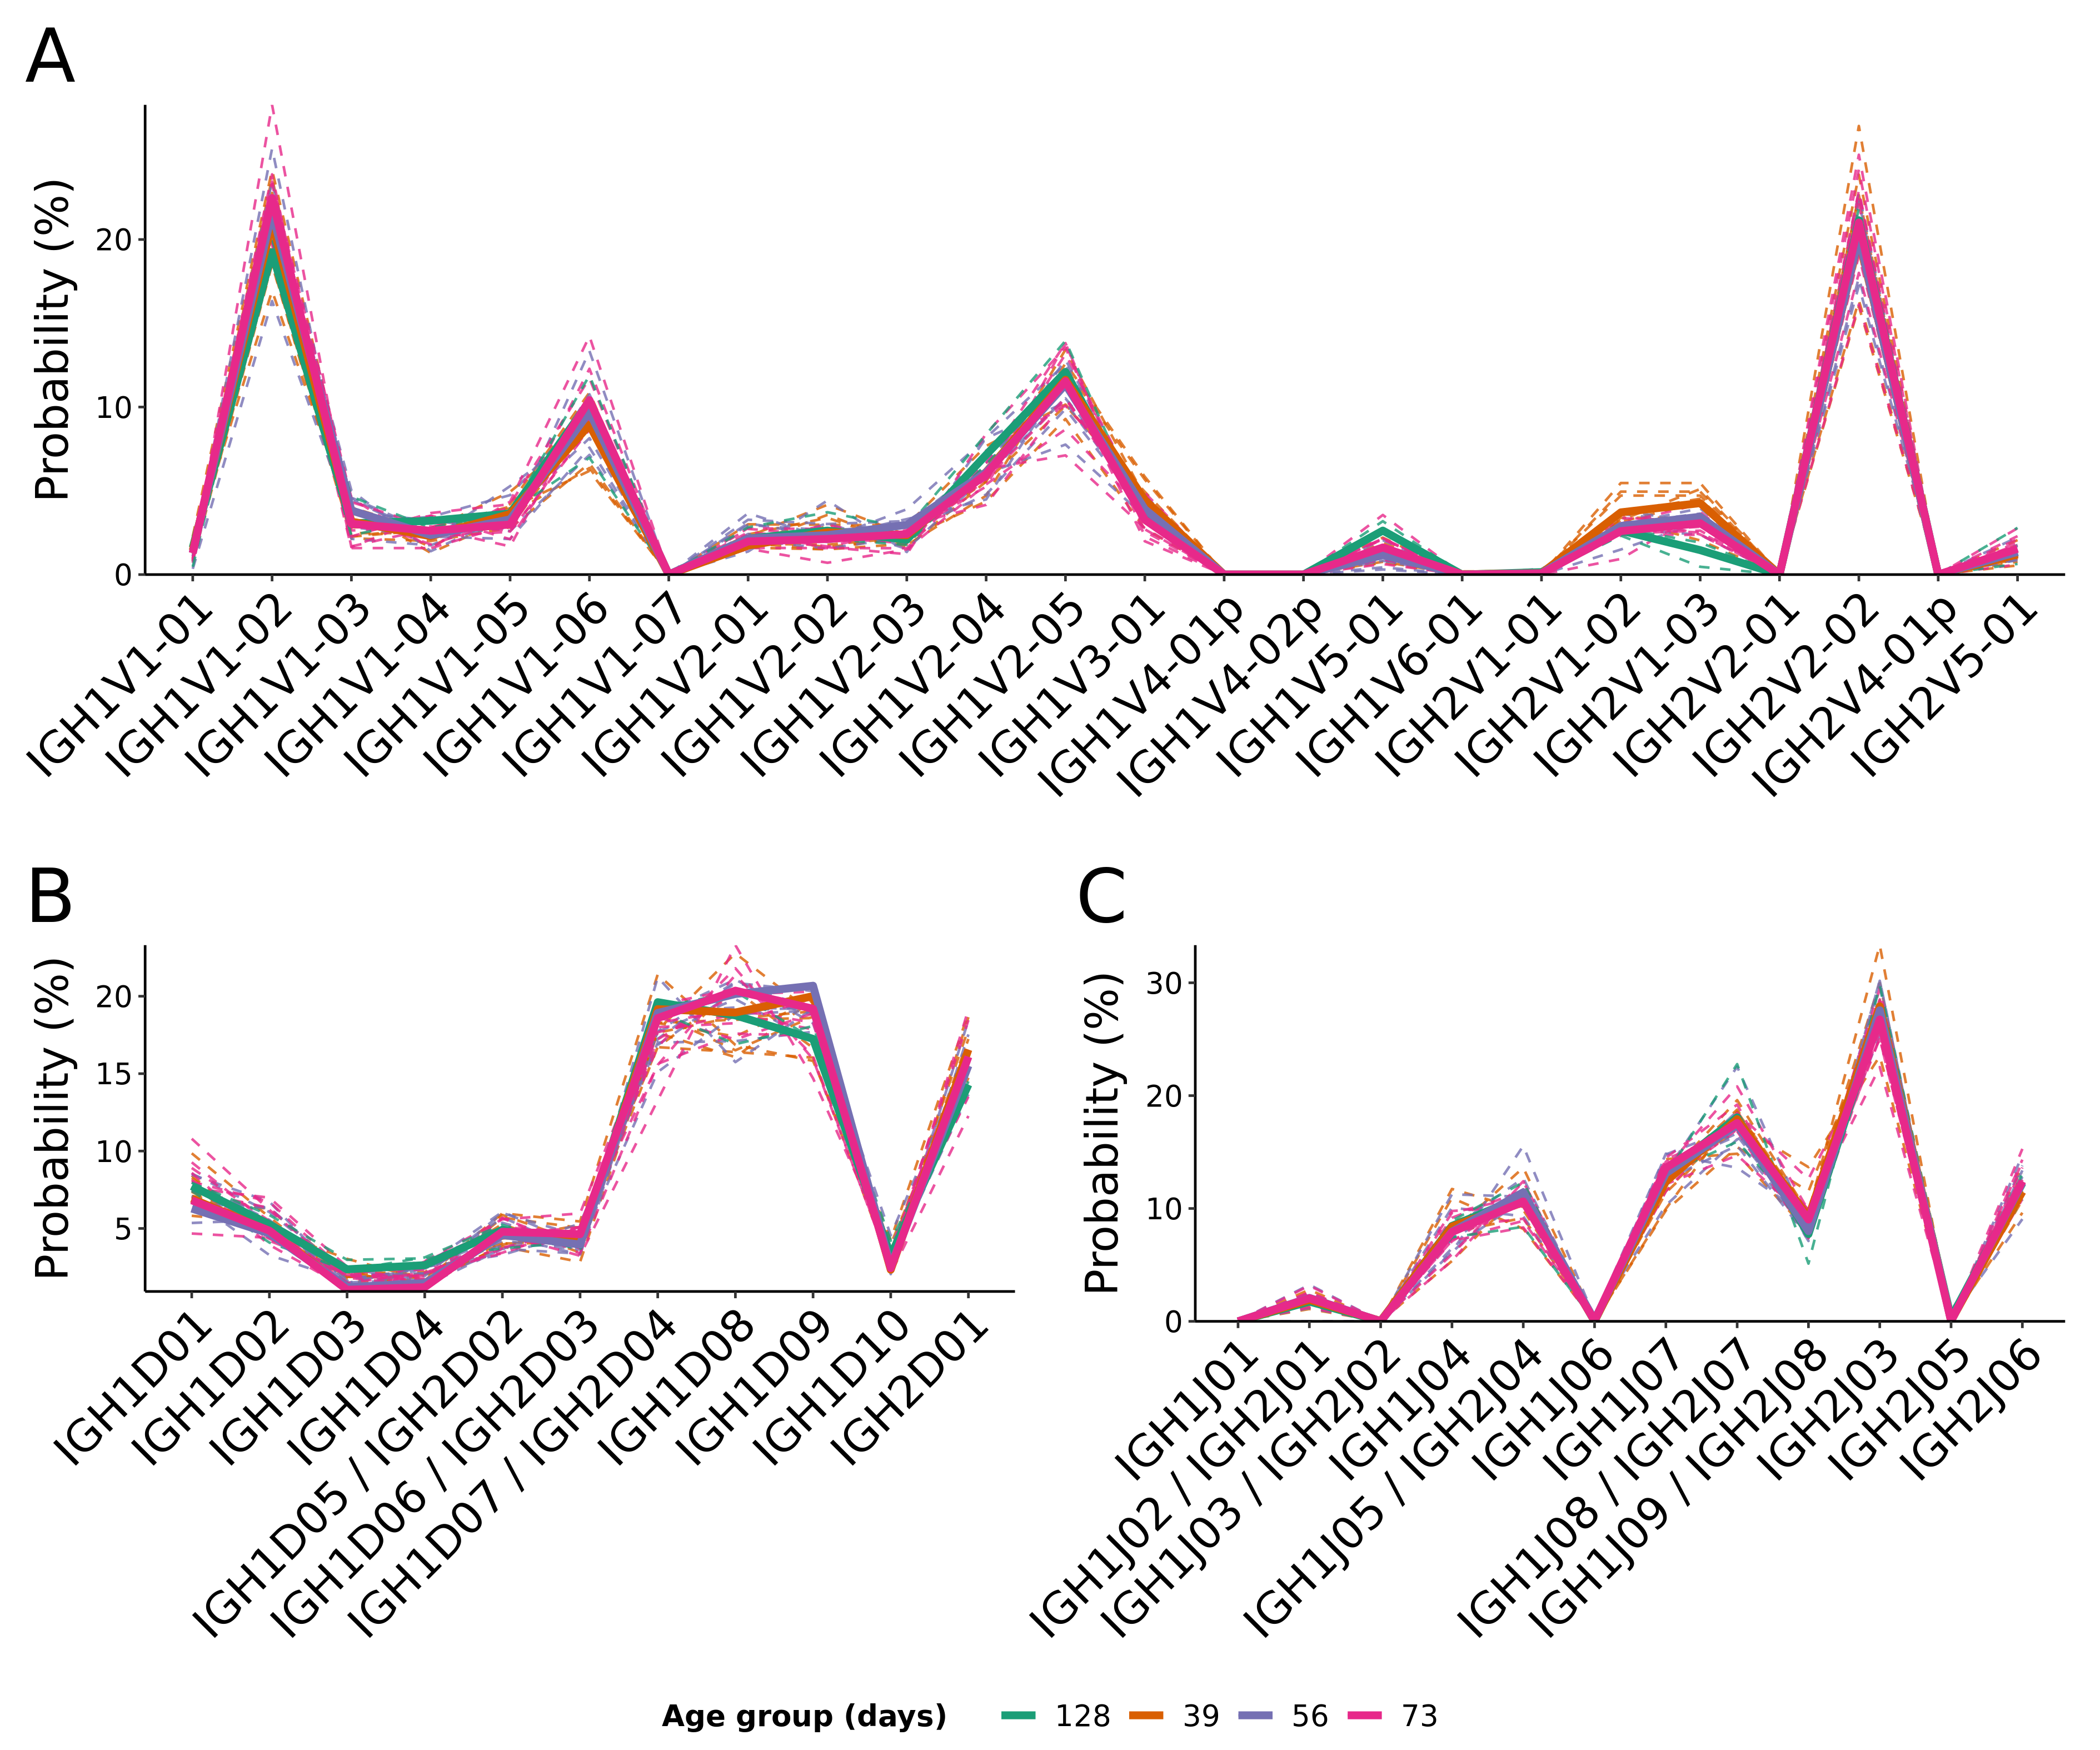 A
Probability (%)
20
10
0
IGH1V1-01
IGH1V1-02
IGH1V1-03
IGH1V1-04
IGH1V1-05
IGH1V1-06
IGH1V1-07
IGH1V2-01
IGH1V2-02
IGH1V2-03
IGH1V2-04
IGH1V2-05
IGH1V3-01
IGH1V4-01p
IGH1V4-02p
IGH1V5-01
IGH1V6-01
IGH2V1-01
IGH2V1-02
IGH2V1-03
IGH2V2-01
IGH2V2-02
IGH2V4-01p
IGH2V5-01
B
Probability (%)
20
15
10
5
IGH1D01
IGH1D02
IGH1D03
IGH1D04
IGH1D05 / IGH2D02
IGH1D06 / IGH2D03
IGH1D07 / IGH2D04
IGH1D08
IGH1D09
IGH1D10
IGH2D01
C
Probability (%)
30
20
10
0
IGH1J01
IGH1J02 / IGH2J01
IGH1J03 / IGH2J02
IGH1J04
IGH1J05 / IGH2J04
IGH1J06
IGH1J07
IGH1J08 / IGH2J07
IGH1J09 / IGH2J08
IGH2J03
IGH2J05
IGH2J06
Age group (days) 128 39 56 73